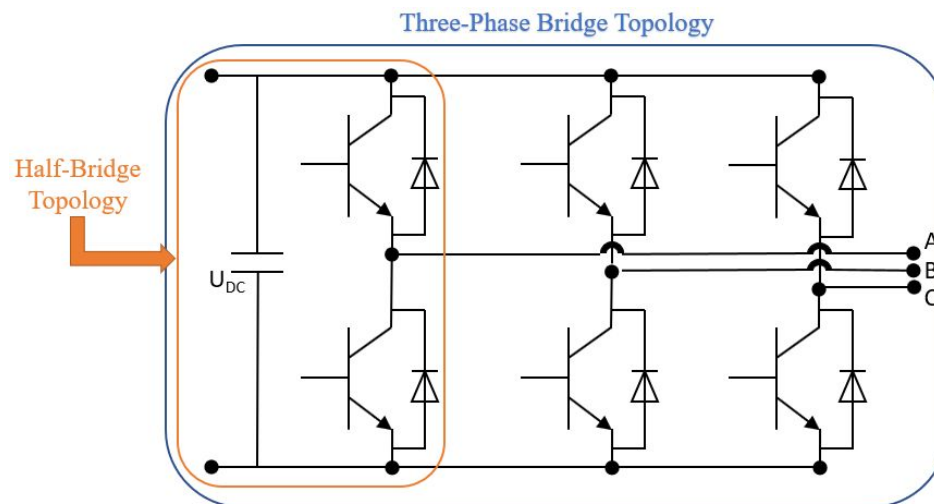 Three-Phase Bridge Topology
Half-Bridge
Topology
U_DC
A
B
C